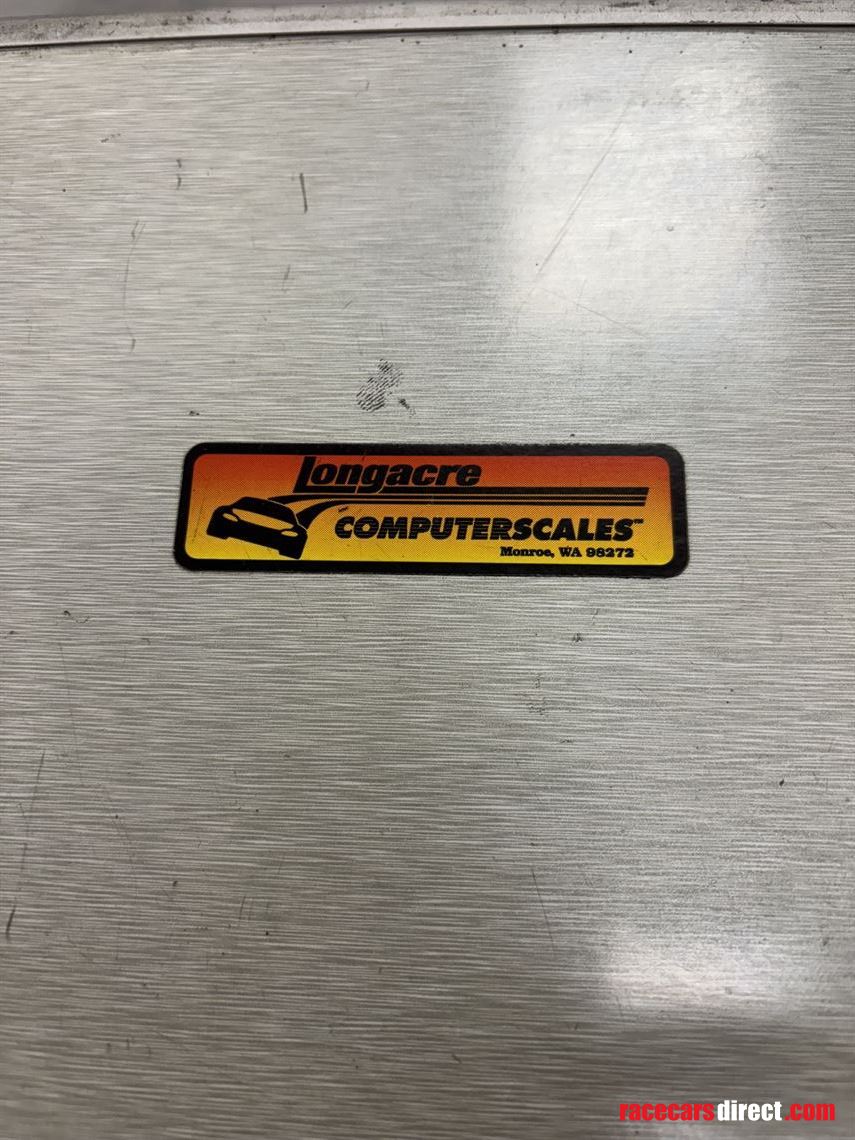 Longacre
COMPUTERSCALES™
Monroe, WA 98272
racecarsdirect.com